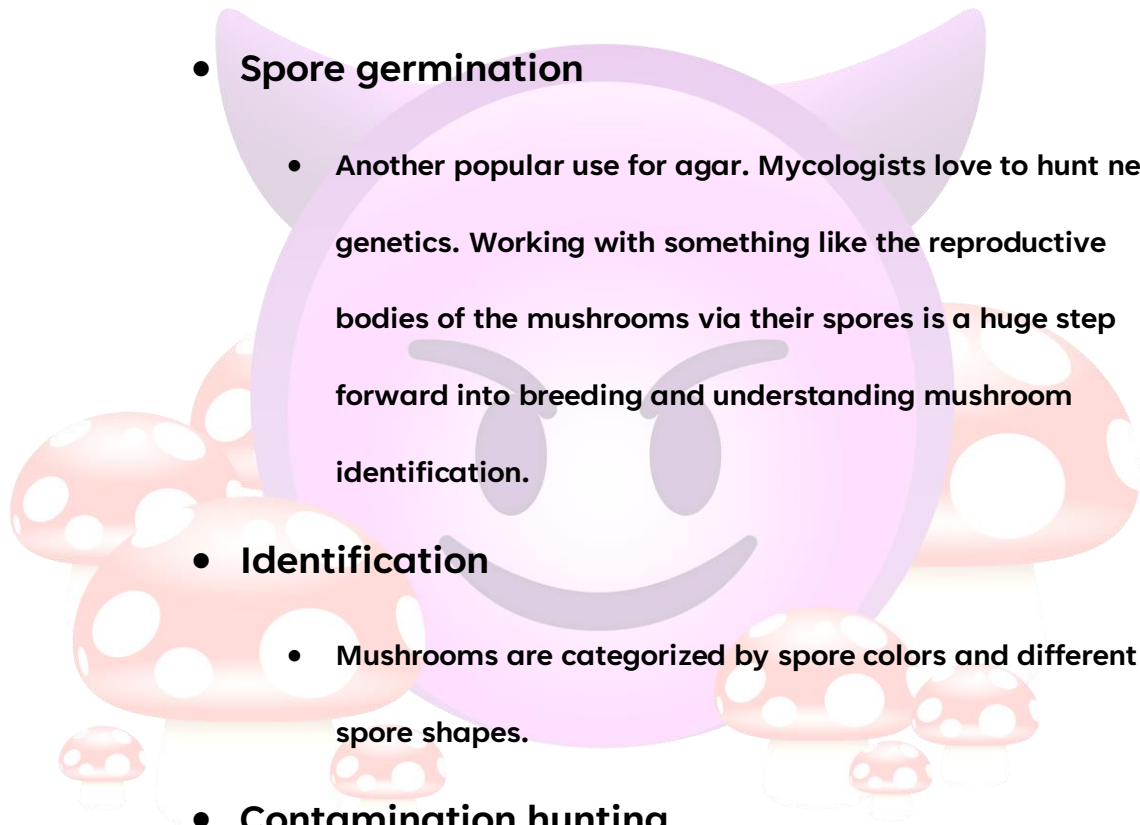 • Spore germination
• Another popular use for agar. Mycologists love to hunt ne
genetics. Working with something like the reproductive
bodies of the mushrooms via their spores is a huge step
forward into breeding and understanding mushroom
identification.
• Identification
• Mushrooms are categorized by spore colors and different
spore shapes.
• Contamination hunting